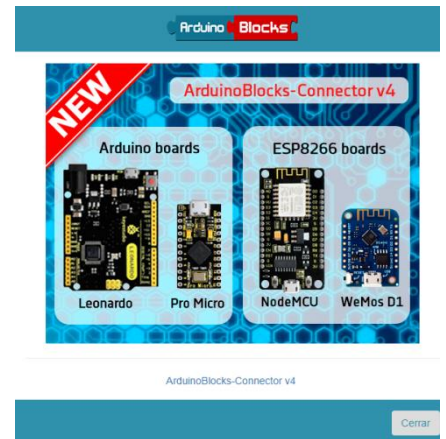 Arduino Blocks
NEW
ArduinoBlocks-Connector v4
Arduino boards
ESP8266 boards
LEONARDO
Leonardo
Pro Micro
NodeMCU
WeMos D1
ArduinoBlocks-Connector v4
Cerrar